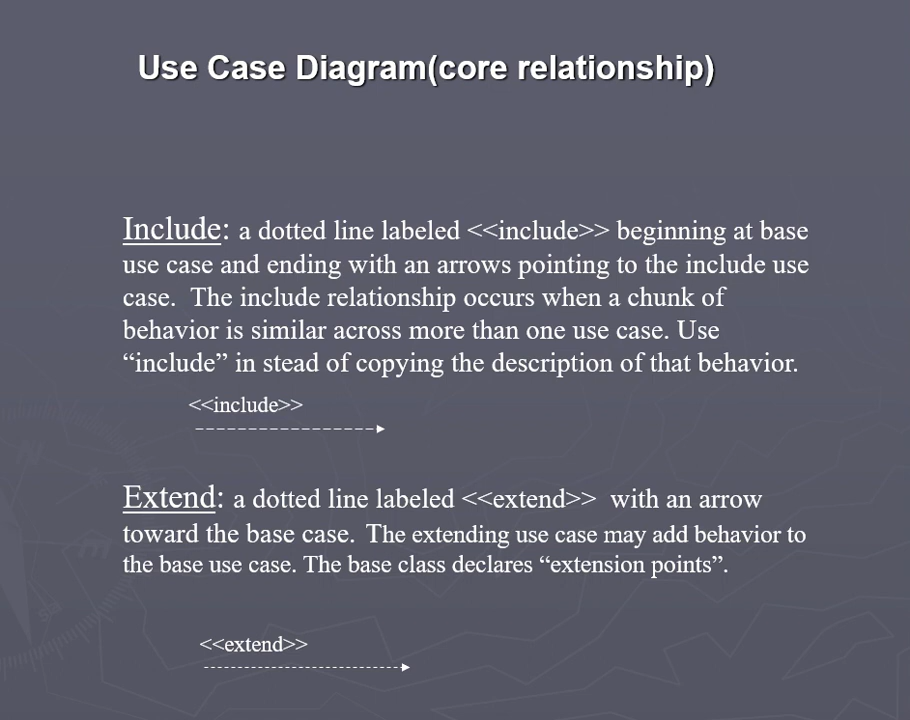 Use Case Diagram(core relationship)
Include: a dotted line labeled <<include>> beginning at base
use case and ending with an arrows pointing to the include use
case.  The include relationship occurs when a chunk of
behavior is similar across more than one use case. Use
“include” in stead of copying the description of that behavior.
<<include>>
Extend: a dotted line labeled <<extend>>  with an arrow
toward the base case.  The extending use case may add behavior to
the base use case. The base class declares “extension points”.
<<extend>>